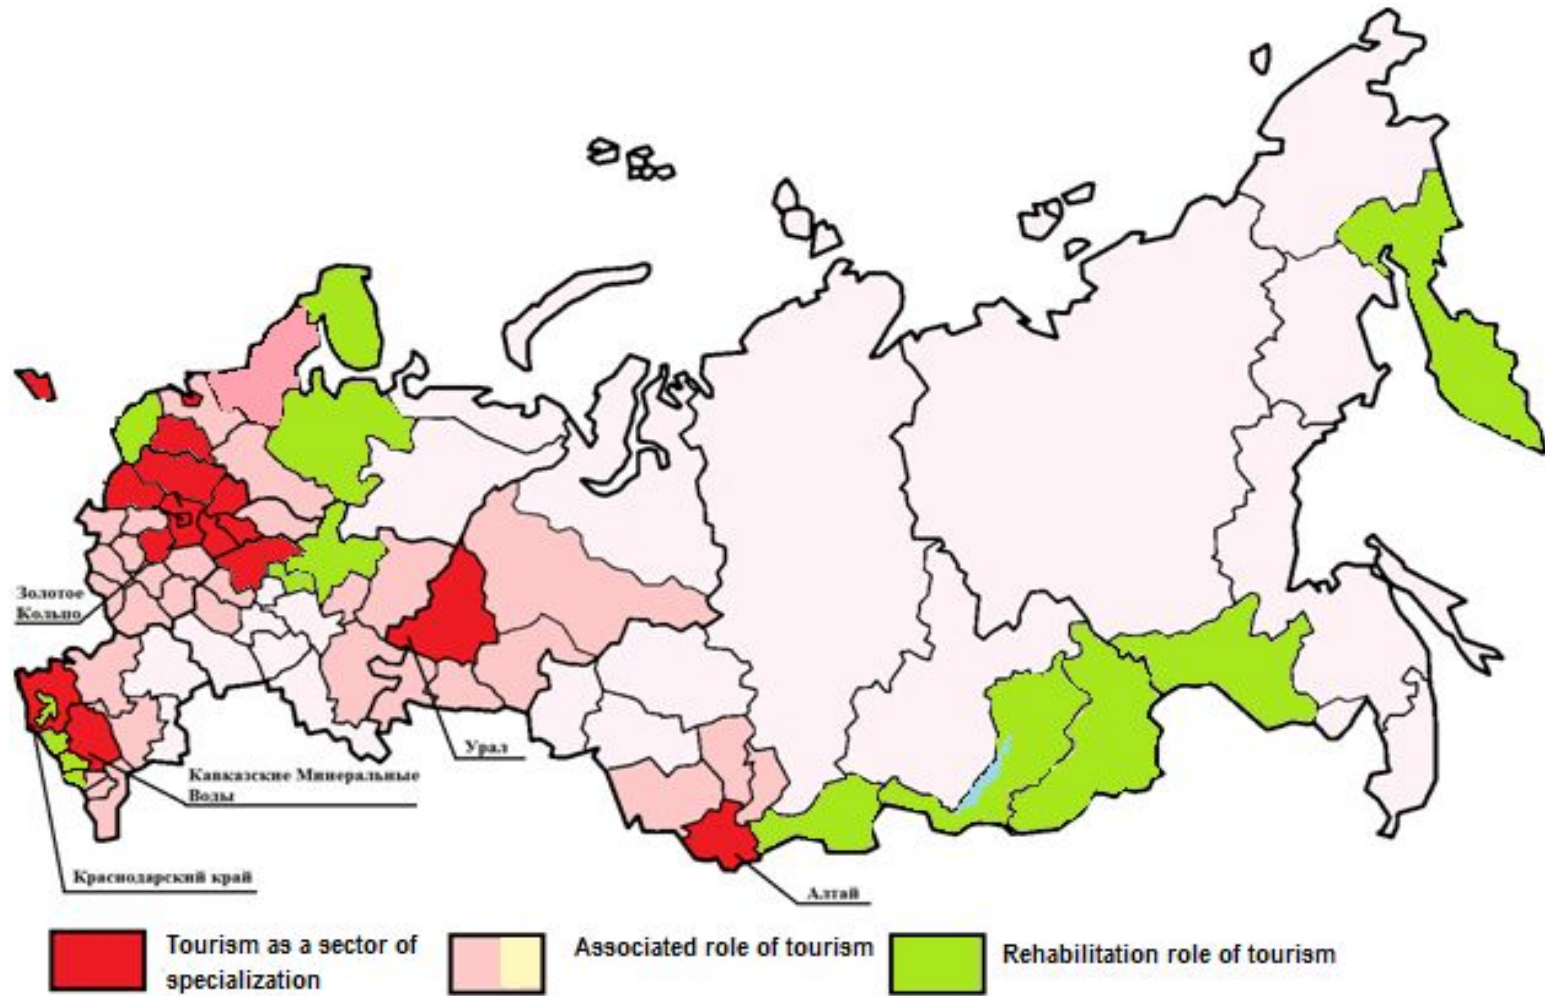 Золотое
Кольцо
Урал
Кавказские Минеральные
Воды
Краснодарский край
Алтай
Tourism as a sector of
specialization
Associated role of tourism
Rehabilitation role of tourism